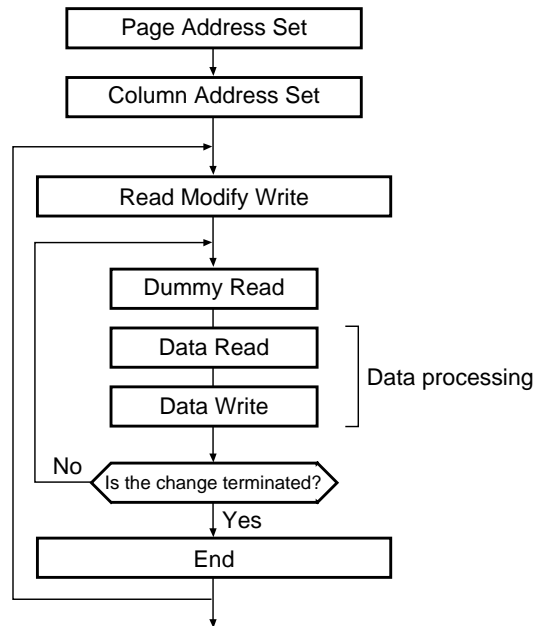 Page Address Set
Column Address Set
Read Modify Write
Dummy Read
Data Read
Data processing
Data Write
No
Is the change terminated?
Yes
End